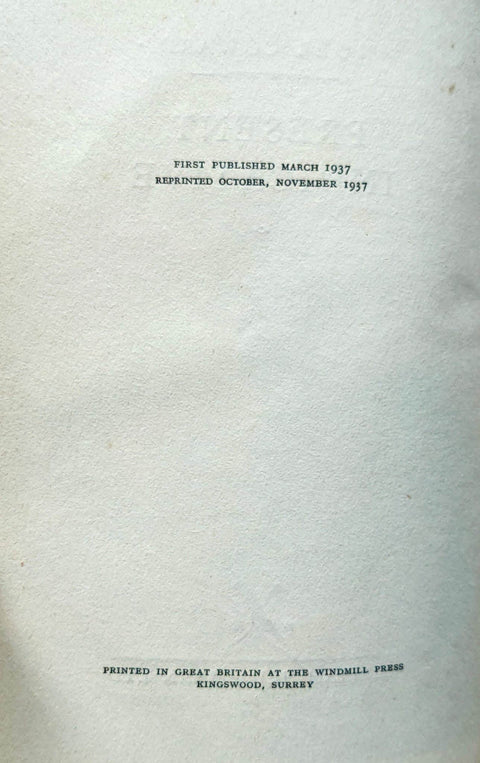 FIRST PUBLISHED MARCH 1937
REPRINTED OCTOBER, NOVEMBER 1937
PRINTED IN GREAT BRITAIN AT THE WINDMILL PRESS
KINGSWOOD, SURREY